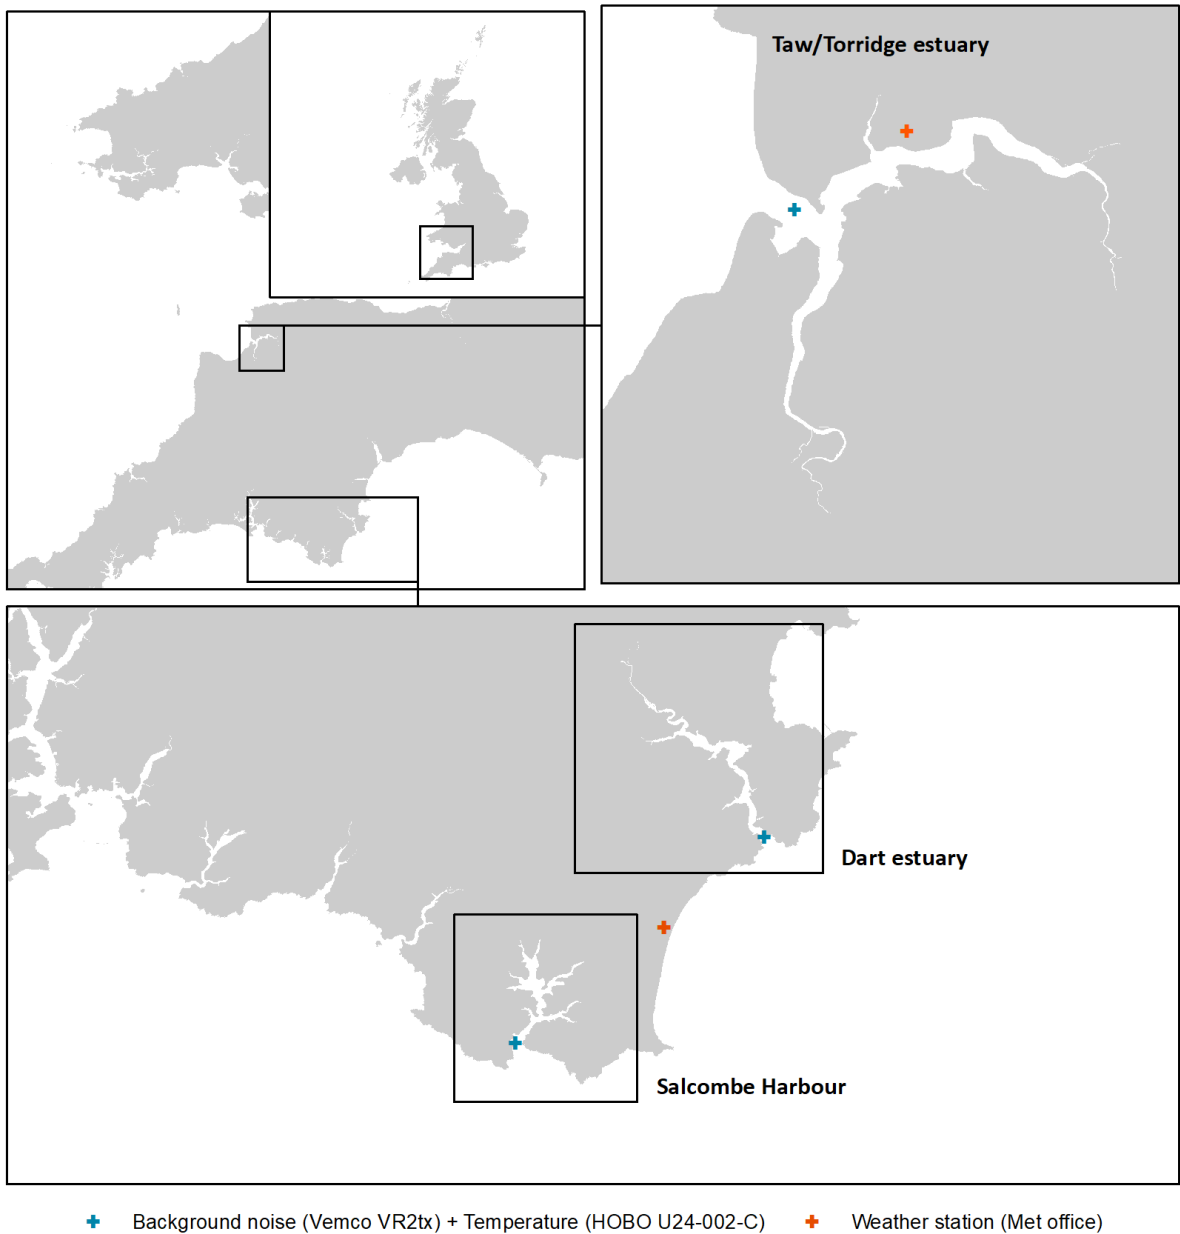 Taw/Torridge estuary
Dart estuary
Salcombe Harbour
Background noise (Vemco VR2tx) + Temperature (HOBO U24-002-C)
Weather station (Met office)